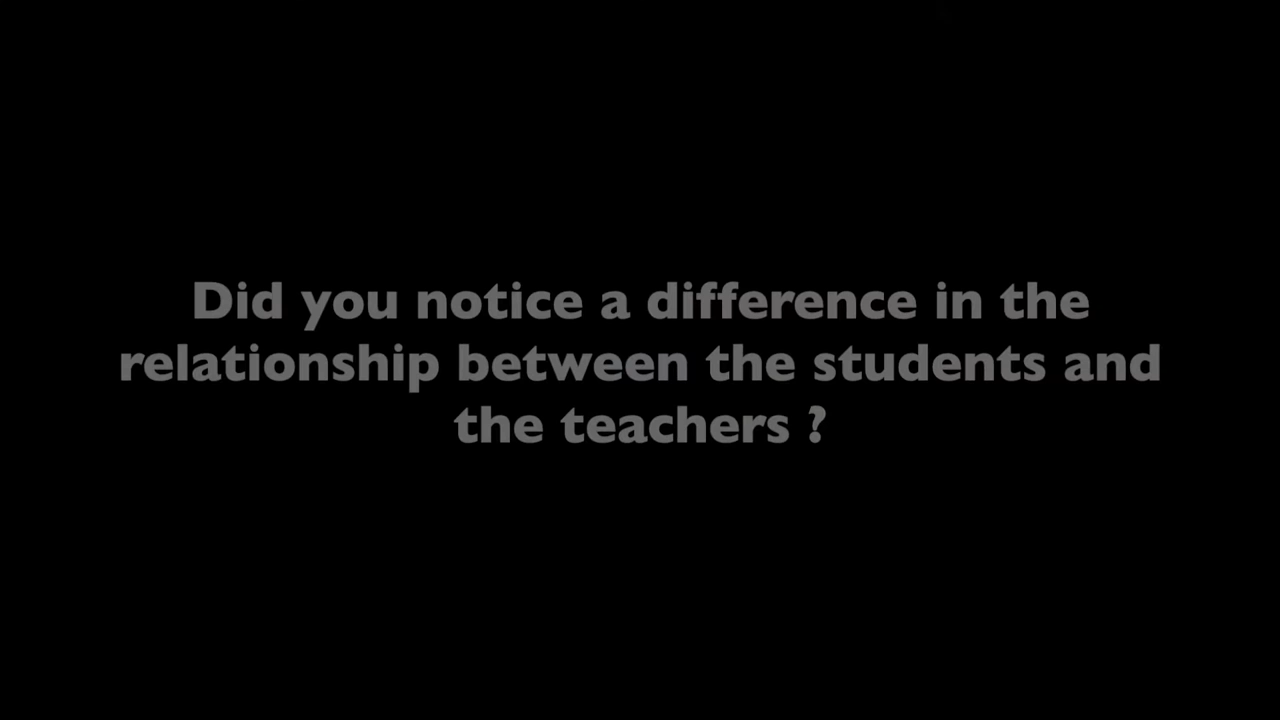 Did you notice a difference in the
relationship between the students and
the teachers ?